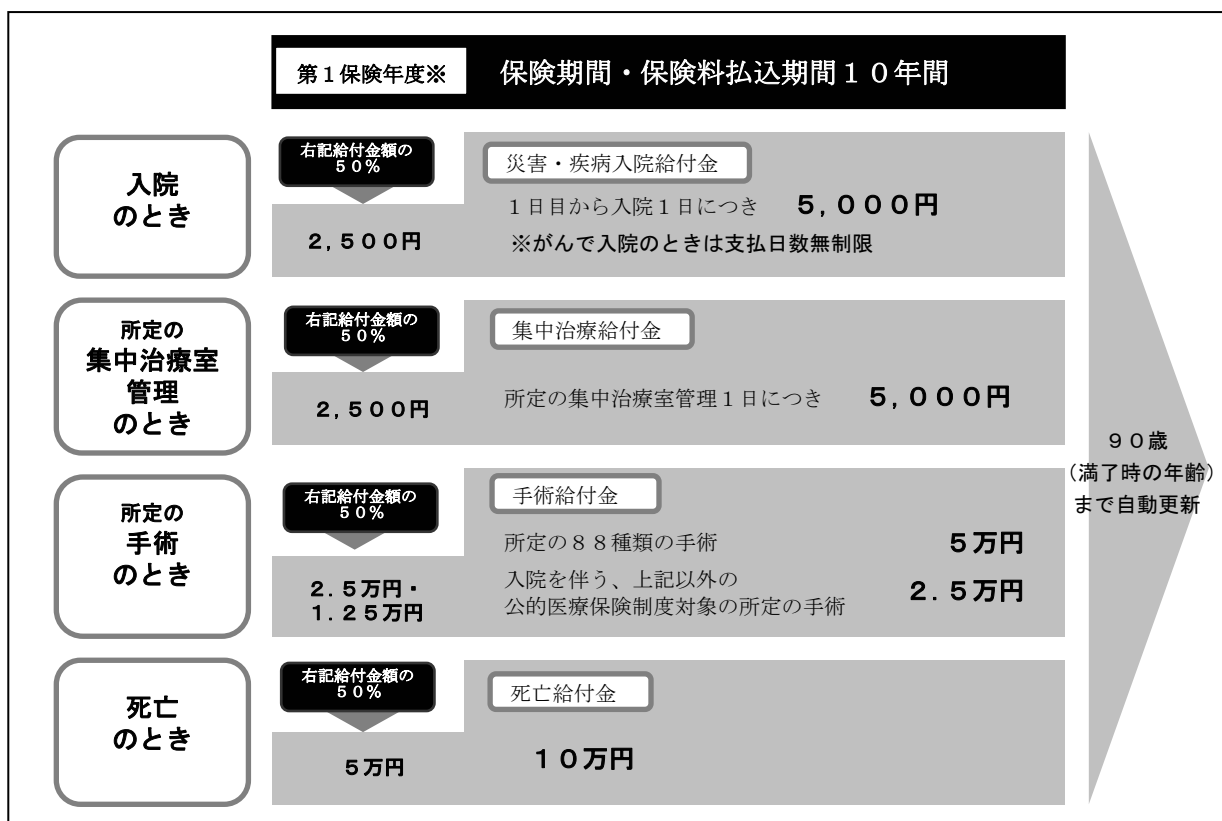 第1保険年度※
保険期間・保険料払込期間10年間
入院
のとき
右記給付金額の
50%
2,500円
災害・疾病入院給付金
1日目から入院1日につき 5,000円
※がんで入院のときは支払日数無制限
所定の
集中治療室
管理
のとき
右記給付金額の
50%
2,500円
集中治療給付金
所定の集中治療室管理1日につき 5,000円
所定の
手術
のとき
右記給付金額の
50%
2.5万円・
1.25万円
手術給付金
所定の88種類の手術 5万円
入院を伴う、上記以外の
公的医療保険制度対象の所定の手術 2.5万円
死亡
のとき
右記給付金額の
50%
5万円
死亡給付金
10万円
90歳
(満了時の年齢)
まで自動更新